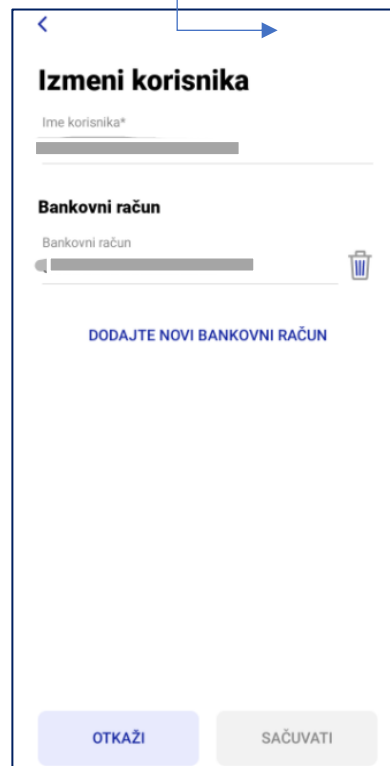 Izmeni korisnika
Ime korisnika*
Bankovni račun
Bankovni račun
DODAJTE NOVI BANKOVNI RAČUN
OTKAŽI
SAČUVATI